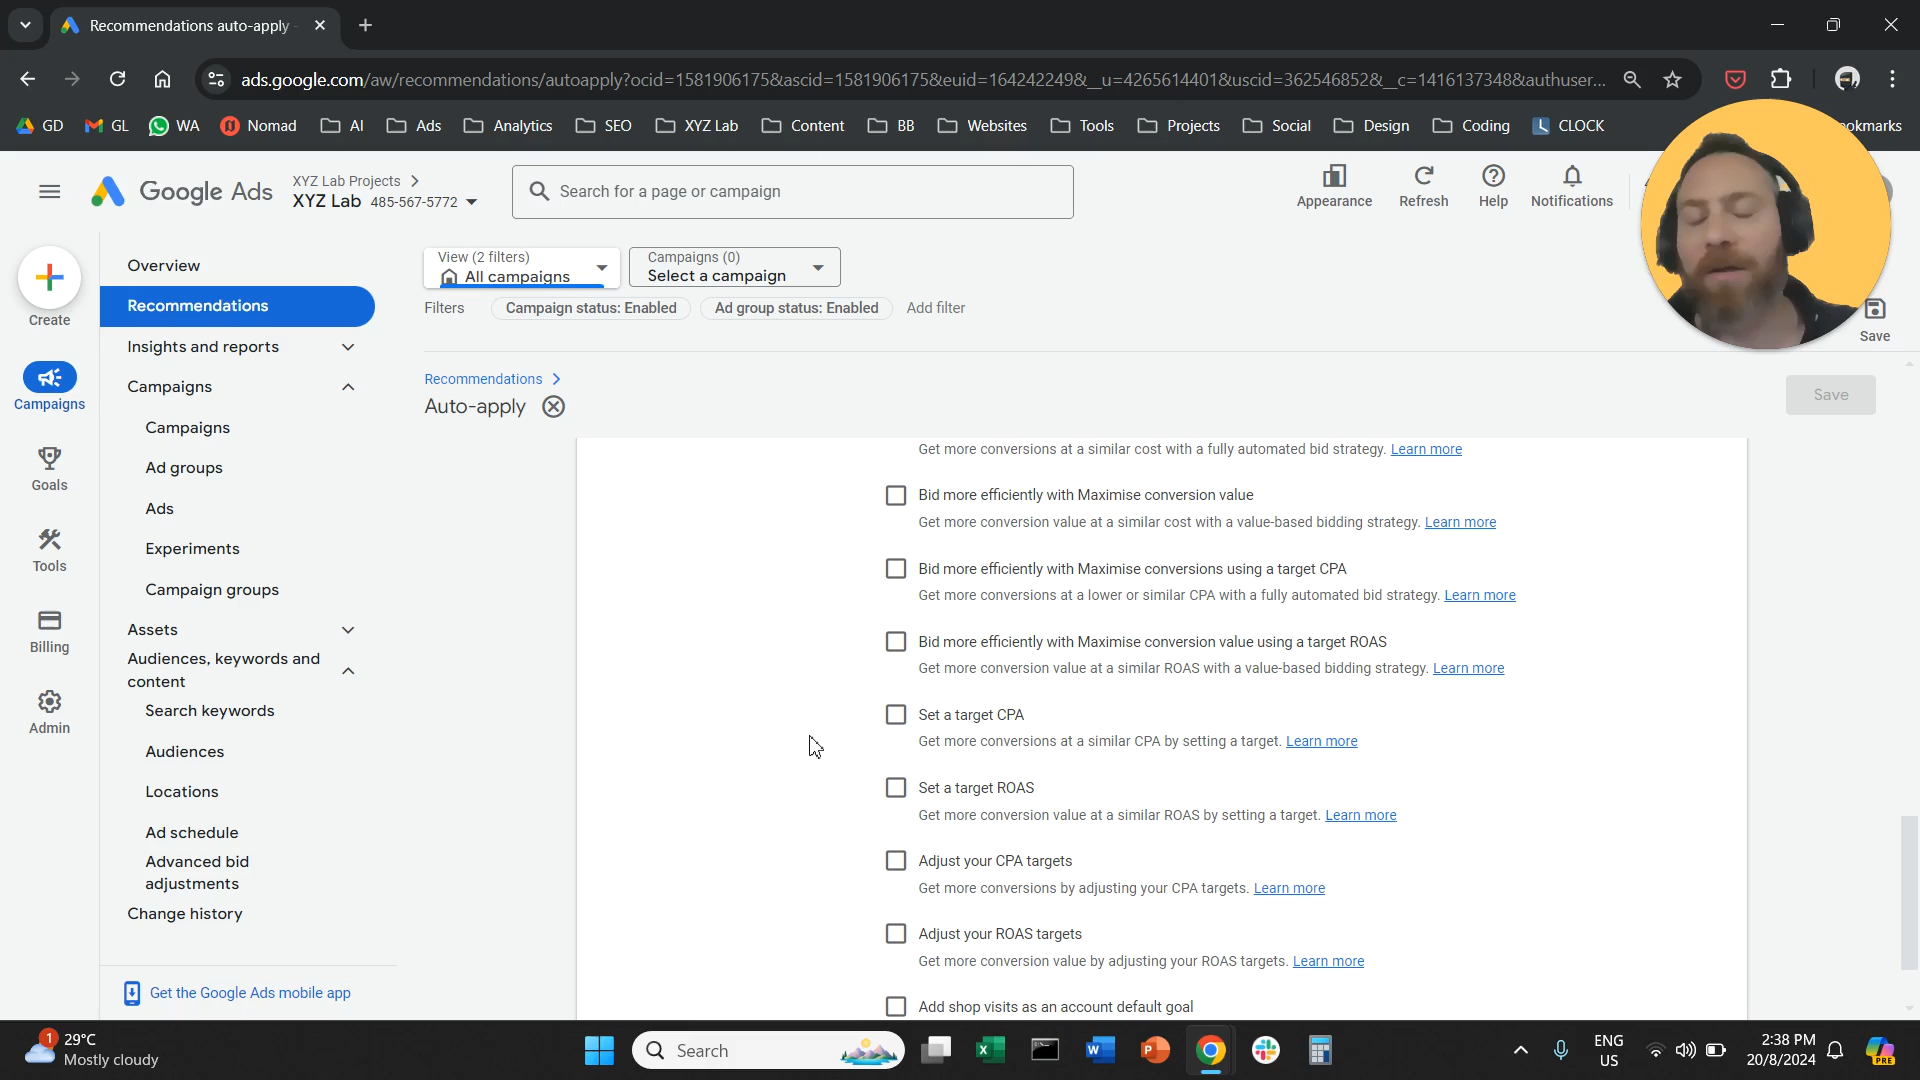 Recommendations auto-apply
ads.google.com/aw/recommendations/autoapply?ocid=1581906175&ascid=1581906175&euid=164242249&__u=4265614401&uscid=362546852&__c=1416137348&authuser...
GD GL WA Nomad AI Ads Analytics SEO XYZ Lab Content BB Websites Tools Projects Social Design Coding CLOCK okmarks
Google Ads
XYZ Lab Projects
XYZ Lab 485-567-5772
Search for a page or campaign
Appearance
Refresh
Help
Notifications
Create
Campaigns
Goals
Tools
Billing
Admin
Overview
Recommendations
Insights and reports
Campaigns
Campaigns
Ad groups
Ads
Experiments
Campaign groups
Assets
Audiences, keywords and
content
Search keywords
Audiences
Locations
Ad schedule
Advanced bid
adjustments
Change history
Get the Google Ads mobile app
View (2 filters)
All campaigns
Campaigns (0)
Select a campaign
Filters
Campaign status: Enabled
Ad group status: Enabled
Add filter
Save
Recommendations
Auto-apply
Save
Get more conversions at a similar cost with a fully automated bid strategy. Learn more
Bid more efficiently with Maximise conversion value
Get more conversion value at a similar cost with a value-based bidding strategy. Learn more
Bid more efficiently with Maximise conversions using a target CPA
Get more conversions at a lower or similar CPA with a fully automated bid strategy. Learn more
Bid more efficiently with Maximise conversion value using a target ROAS
Get more conversion value at a similar ROAS with a value-based bidding strategy. Learn more
Set a target CPA
Get more conversions at a similar CPA by setting a target. Learn more
Set a target ROAS
Get more conversion value at a similar ROAS by setting a target. Learn more
Adjust your CPA targets
Get more conversions by adjusting your CPA targets. Learn more
Adjust your ROAS targets
Get more conversion value by adjusting your ROAS targets. Learn more
Add shop visits as an account default goal
1
29°C
Mostly cloudy
Search
ENG
US
2:38 PM
20/8/2024
PRE